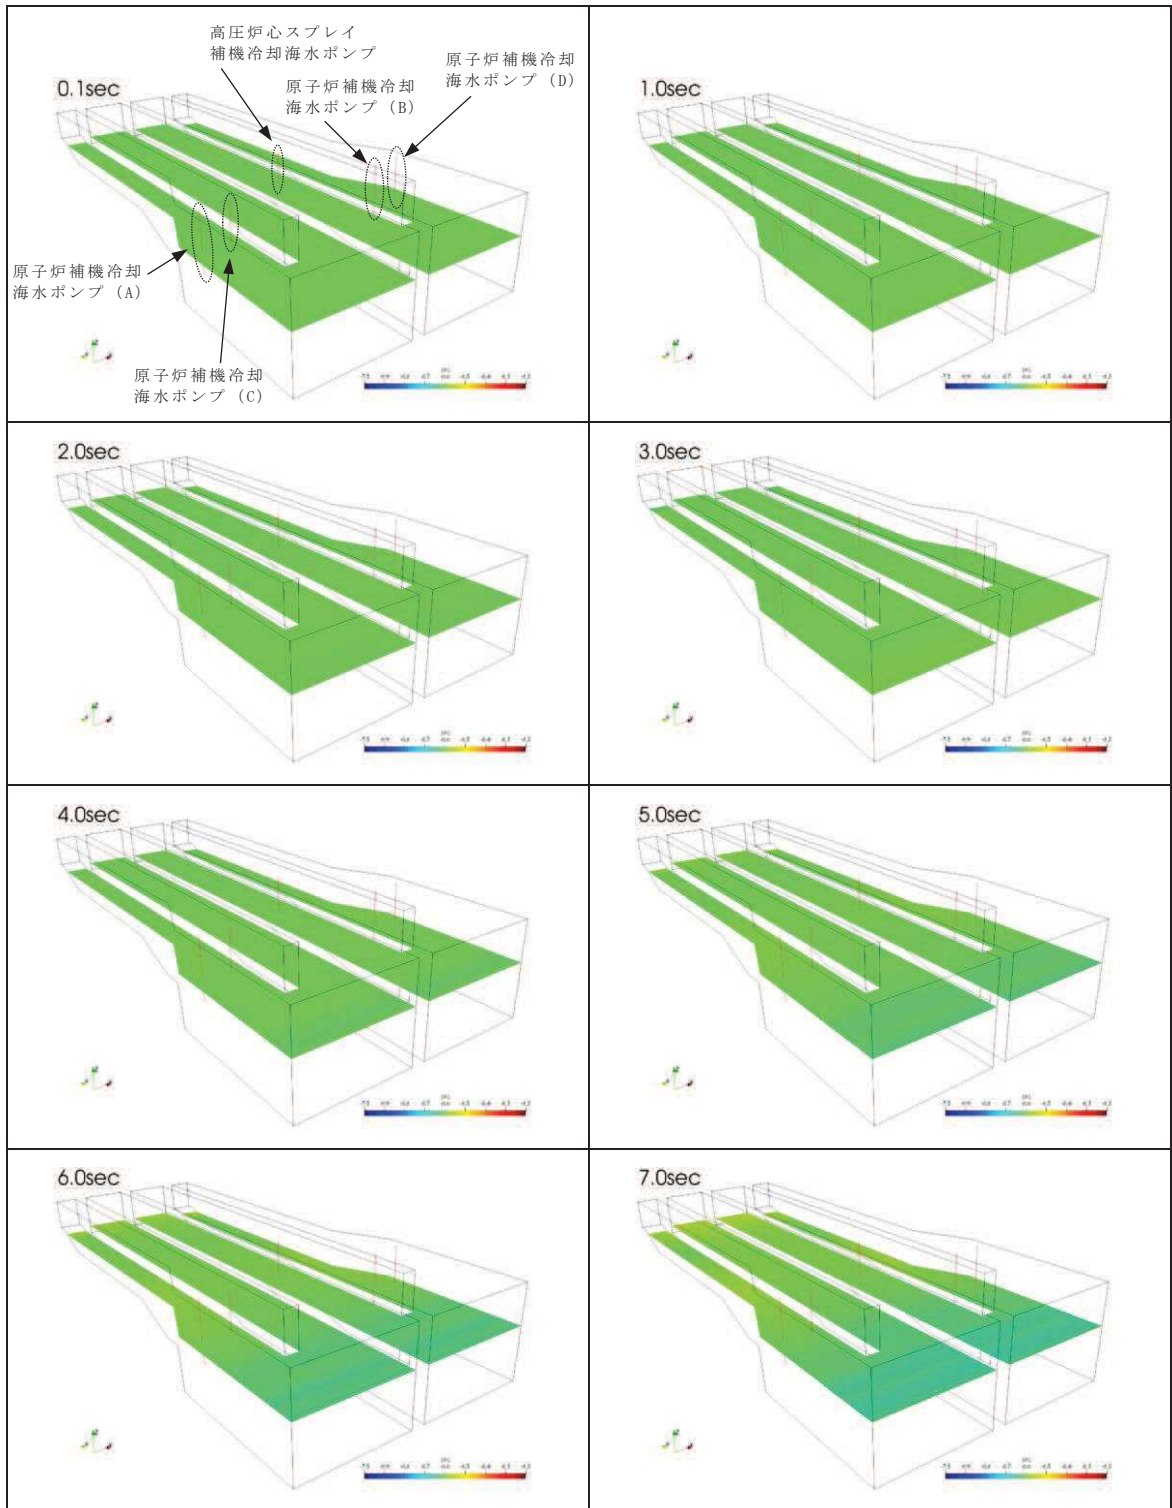 0.1sec
高圧炉心スプレイ
補機冷却海水ポンプ
原子炉補機冷却
海水ポンプ (B)
原子炉補機冷却
海水ポンプ (D)
原子炉補機冷却
海水ポンプ (A)
原子炉補機冷却
海水ポンプ (C)
1.0sec
2.0sec
3.0sec
4.0sec
5.0sec
6.0sec
7.0sec